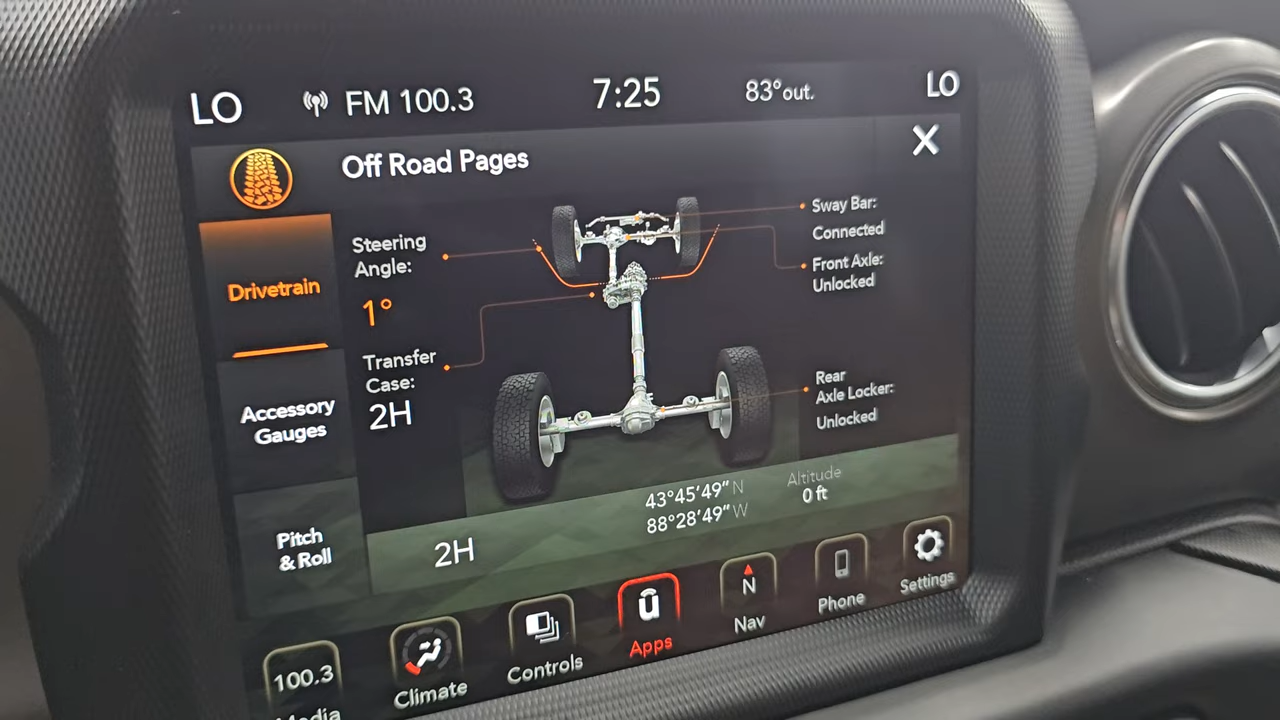 LO FM 100.3 7:25 83°out. LO
Off Road Pages X
Drivetrain
Accessory
Gauges
Pitch
& Roll
Steering
Angle:
1°
Transfer
Case:
2H
Sway Bar:
Connected
Front Axle:
Unlocked
Rear
Axle Locker:
Unlocked
2H
43°45'49" N
88°28'49" W
Altitude
0 ft
100.3
Media
Climate
Controls
Apps
N
Nav
Phone
Settings